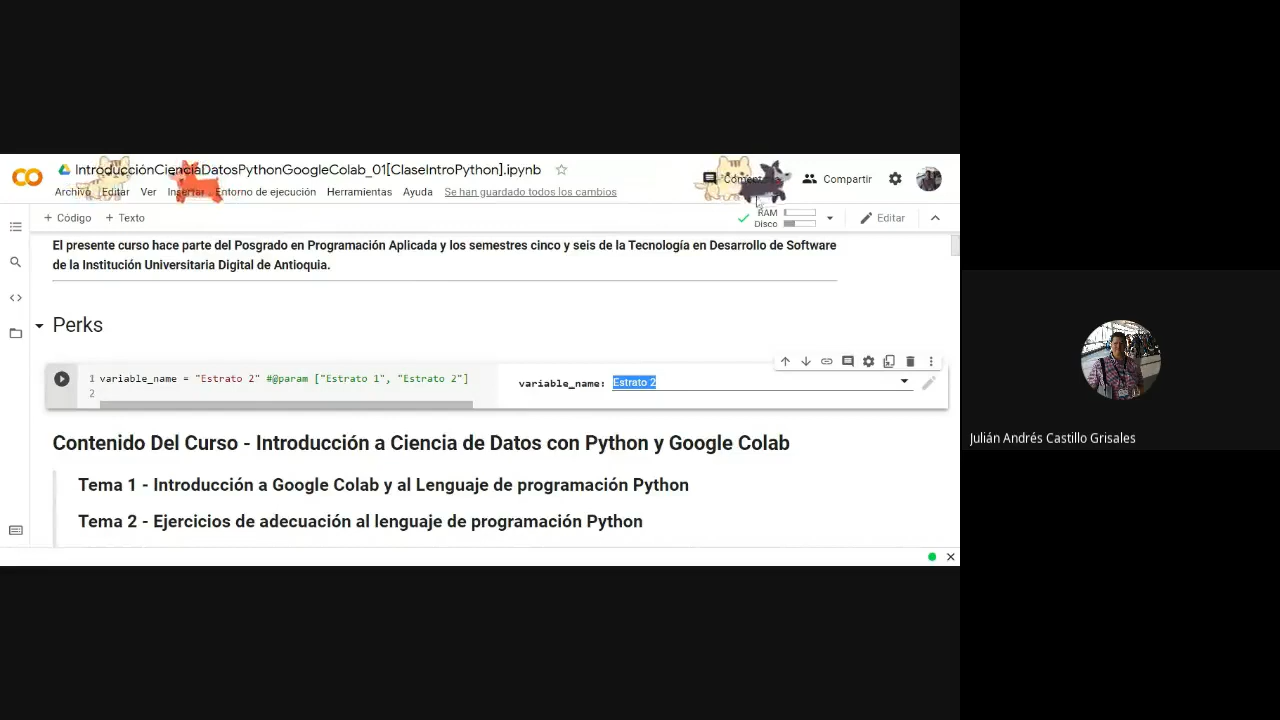 IntroducciónCienciaDatosPythonGoogleColab_01[ClaseIntroPython].ipynb
Archivo Editar Ver Insertar Entorno de ejecución Herramientas Ayuda Se han guardado todos los cambios
Compartir
+ Código + Texto
RAM
Disco
Editar
El presente curso hace parte del Posgrado en Programación Aplicada y los semestres cinco y seis de la Tecnología en Desarrollo de Software
de la Institución Universitaria Digital de Antioquia.
Perks
1 variable_name = "Estrato 2" #@param ["Estrato 1", "Estrato 2"]
2
variable_name: Estrato 2
Contenido Del Curso - Introducción a Ciencia de Datos con Python y Google Colab
Tema 1 - Introducción a Google Colab y al Lenguaje de programación Python
Tema 2 - Ejercicios de adecuación al lenguaje de programación Python
Julián Andrés Castillo Grisales